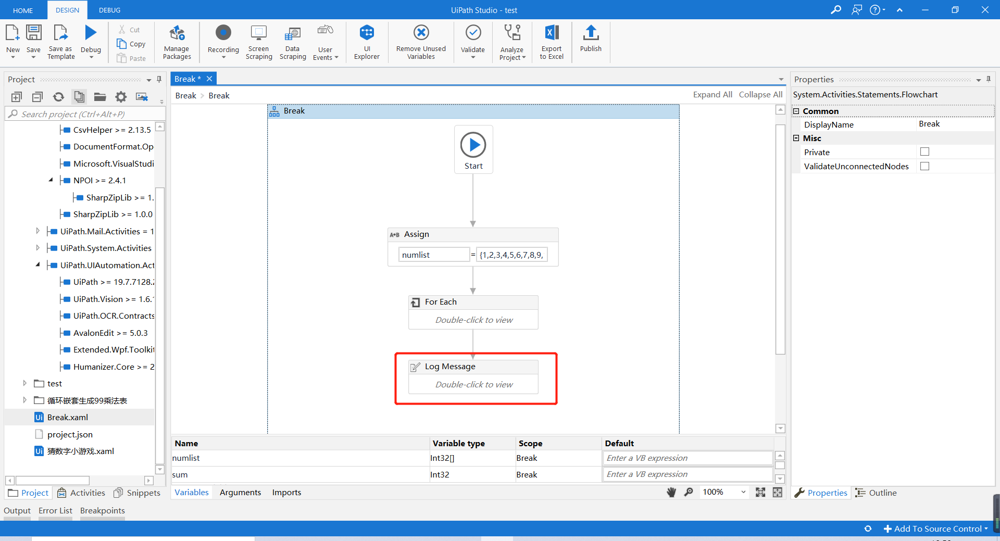 HOME
DESIGN
DEBUG
UiPath Studio - test
New
Save
Save as
Template
Debug
Cut
Copy
Paste
Manage
Packages
Recording
Screen
Scraping
Data
Scraping
User
Events
UI
Explorer
Remove Unused
Variables
Validate
Analyze
Project
Export
to Excel
Publish
Project
Search project (Ctrl+Alt+P)
CsvHelper >= 2.13.5
DocumentFormat.Op
Microsoft.VisualStudi
NPOI >= 2.4.1
SharpZipLib >= 1.
SharpZipLib >= 1.0.0
UiPath.Mail.Activities = 1
UiPath.System.Activities
UiPath.UIAutomation.Act
UiPath >= 19.7.7128.2
UiPath.Vision >= 1.6.1
UiPath.OCR.Contracts
AvalonEdit >= 5.0.3
Extended.Wpf.Toolkit
Humanizer.Core >= 2
test
循环嵌套生成99乘法表
Ui Break.xaml
project.json
Ui 猜数字小游戏.xaml
Project
Activities
Snippets
Break *
Break > Break
Expand All
Collapse All
Break
Start
A←B Assign
numlist = {1,2,3,4,5,6,7,8,9,
For Each
Double-click to view
Log Message
Double-click to view
Name Variable type Scope Default
numlist Int32[] Break Enter a VB expression
sum Int32 Break Enter a VB expression
Variables
Arguments
Imports
100%
Properties
System.Activities.Statements.Flowchart
Common
DisplayName Break
Misc
Private
ValidateUnconnectedNodes
Properties
Outline
Output
Error List
Breakpoints
Add To Source Control